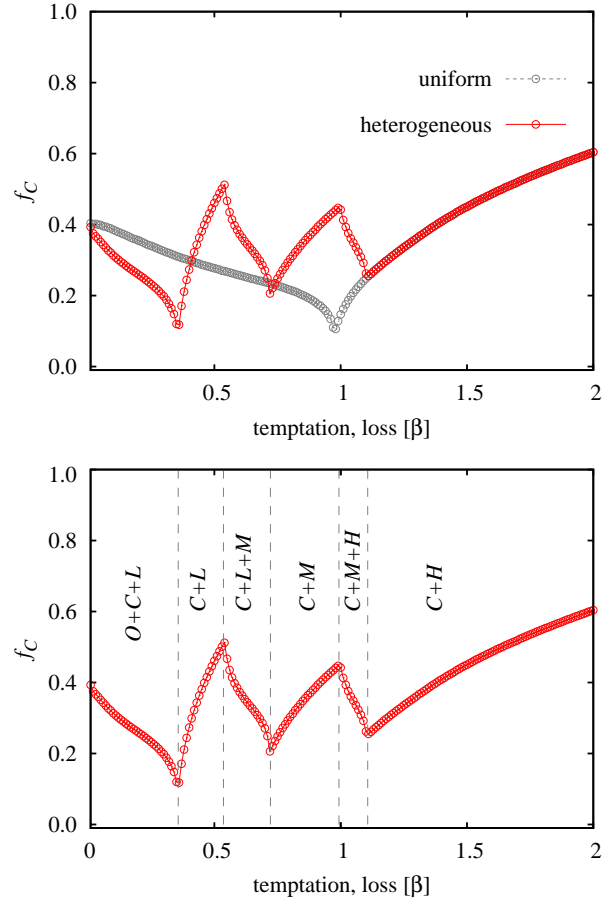 1.0
0.8
0.6
0.4
0.2
0.0
f_C
uniform
heterogeneous
0.5
1
1.5
2
temptation, loss [β]
1.0
0.8
0.6
0.4
0.2
0.0
f_C
O+C+L
C+L
C+L+M
C+M
C+M+H
C+H
0
0.5
1
1.5
2
temptation, loss [β]